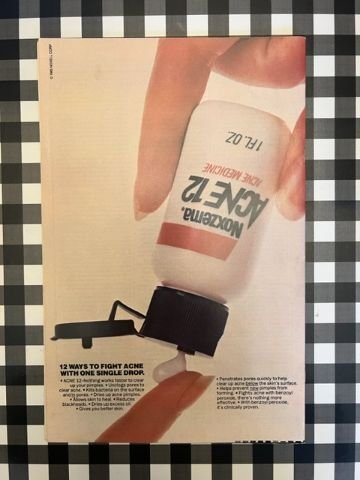 © 1985 NOXELL CORP
1 FL. OZ.
ACNE MEDICINE
ACNE 12
Noxzema.
12 WAYS TO FIGHT ACNE
WITH ONE SINGLE DROP.
• ACNE 12-Nothing works faster to clear
up your pimples. • Unclogs pores to
clear acne. • Kills bacteria on the surface
and in pores. • Dries up acne pimples.
• Allows skin to heal. • Reduces
blackheads. • Dries up excess oil.
• Gives you better skin.
• Penetrates pores quickly to help
clear up acne below the skin's surface.
• Helps prevent new pimples from
forming. • Fights acne with benzoyl
peroxide, there's nothing more
effective. • With benzoyl peroxide,
it's clinically proven.